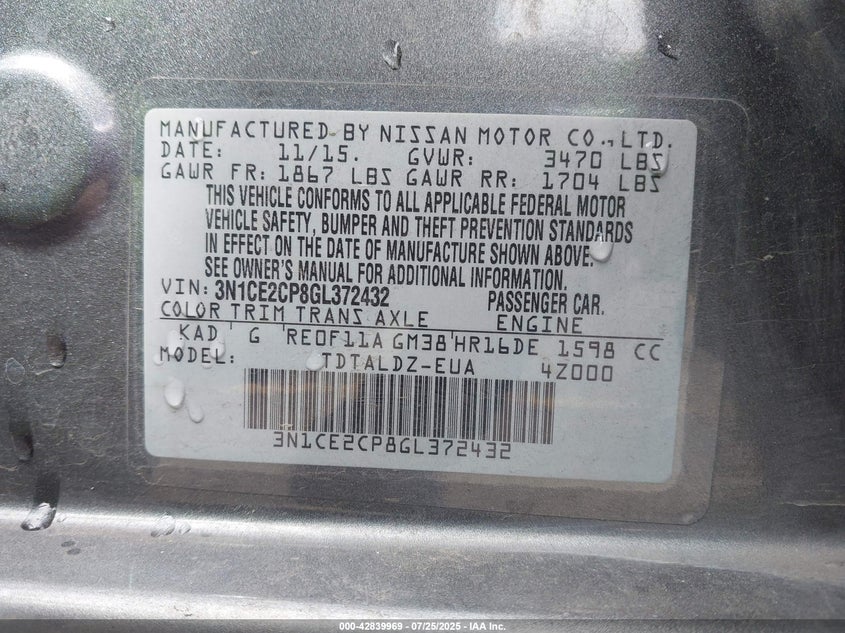 MANUFACTURED BY NISSAN MOTOR CO., LTD.
DATE: 11/15. GVWR: 3470 LBS
GAWR FR: 1867 LBS GAWR RR: 1704 LBS
THIS VEHICLE CONFORMS TO ALL APPLICABLE FEDERAL MOTOR
VEHICLE SAFETY, BUMPER AND THEFT PREVENTION STANDARDS
IN EFFECT ON THE DATE OF MANUFACTURE SHOWN ABOVE.
SEE OWNER'S MANUAL FOR ADDITIONAL INFORMATION.
VIN: 3N1CE2CP8GL372432 PASSENGER CAR.
COLOR TRIM TRANS AXLE ENGINE
KAD ' G RE0F11A GM38 ' HR16DE 1598 CC
MODEL: TDTALDZ-EUA 4Z000
3N1CE2CP8GL372432
000-42839969 - 07/25/2025 - IAA Inc.